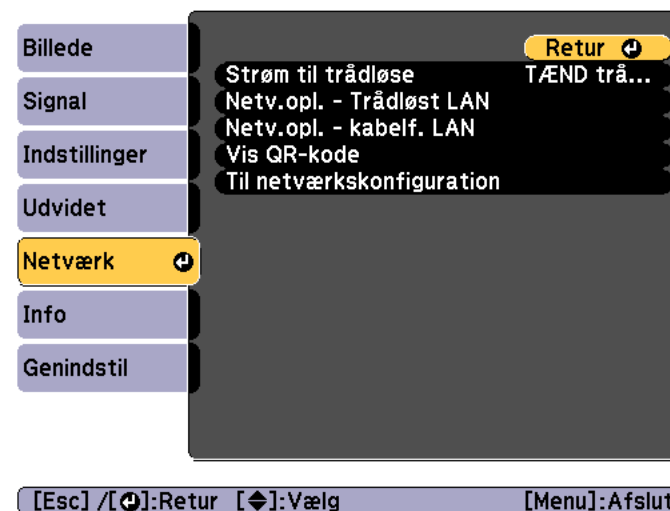 Billede
Signal
Indstillinger
Udvidet
Netværk
Info
Genindstil
Retur
Strøm til trådløse TÆND trå...
Netv.opl. - Trådløst LAN
Netv.opl. - kabelf. LAN
Vis QR-kode
Til netværkskonfiguration
[Esc] /[ ]:Retur [ ]:Vælg [Menu]:Afslut